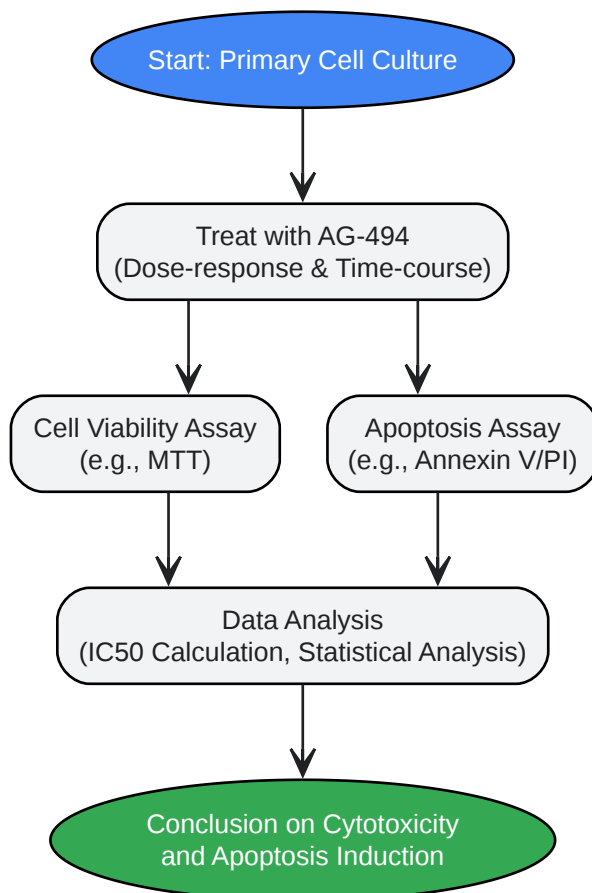 Start: Primary Cell Culture
Treat with AG-494
(Dose-response & Time-course)
Cell Viability Assay
(e.g., MTT)
Apoptosis Assay
(e.g., Annexin V/PI)
Data Analysis
(IC50 Calculation, Statistical Analysis)
Conclusion on Cytotoxicity
and Apoptosis Induction